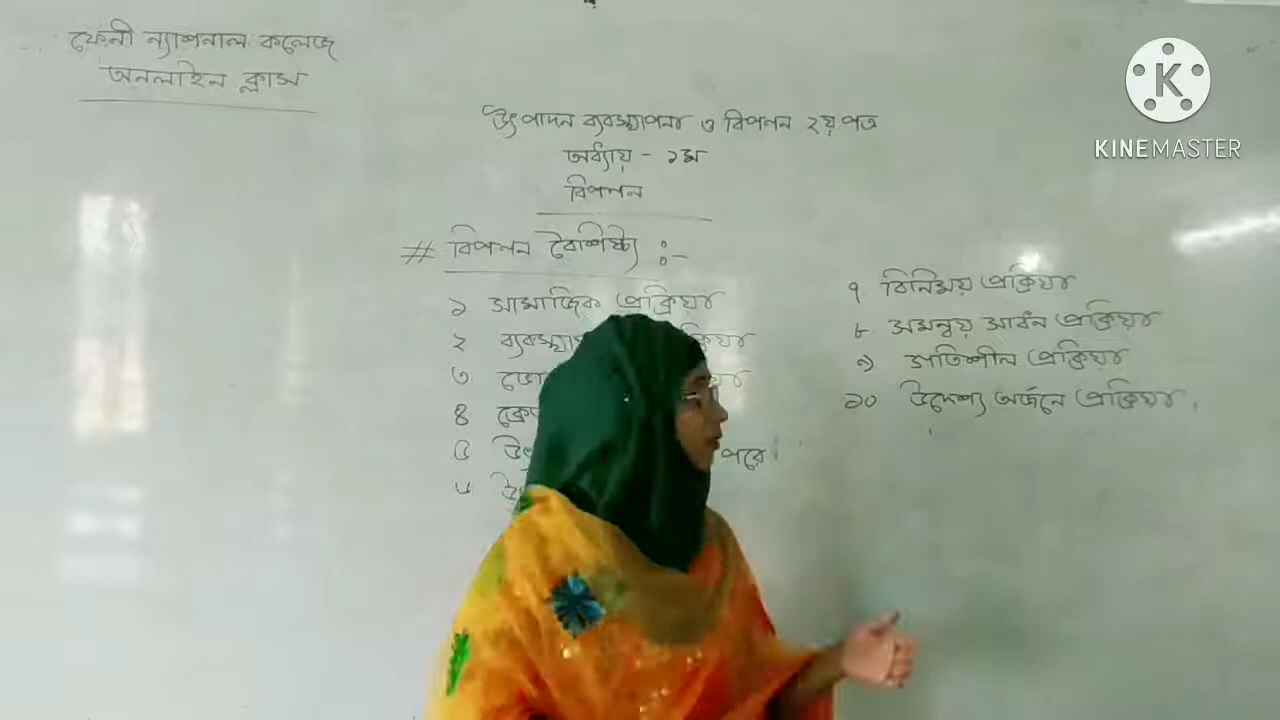 ফেনী ন্যাশনাল কলেজ
অনলাইন ক্লাস
উৎপাদন ব্যবস্থাপনা ও বিপণন ২য় পত্র
অধ্যায় - ১ম
বিপণন
# বিপণন বৈশিষ্ট্য :-
১ সামাজিক প্রক্রিয়া
২
৩
৪
৫ পরে
৬
৭ বিনিময় প্রক্রিয়া
৮ সমন্বয় সাধন প্রক্রিয়া
৯ গতিশীল প্রক্রিয়া
১০ উদ্দেশ্য অর্জনে প্রক্রিয়া
KINEMASTER